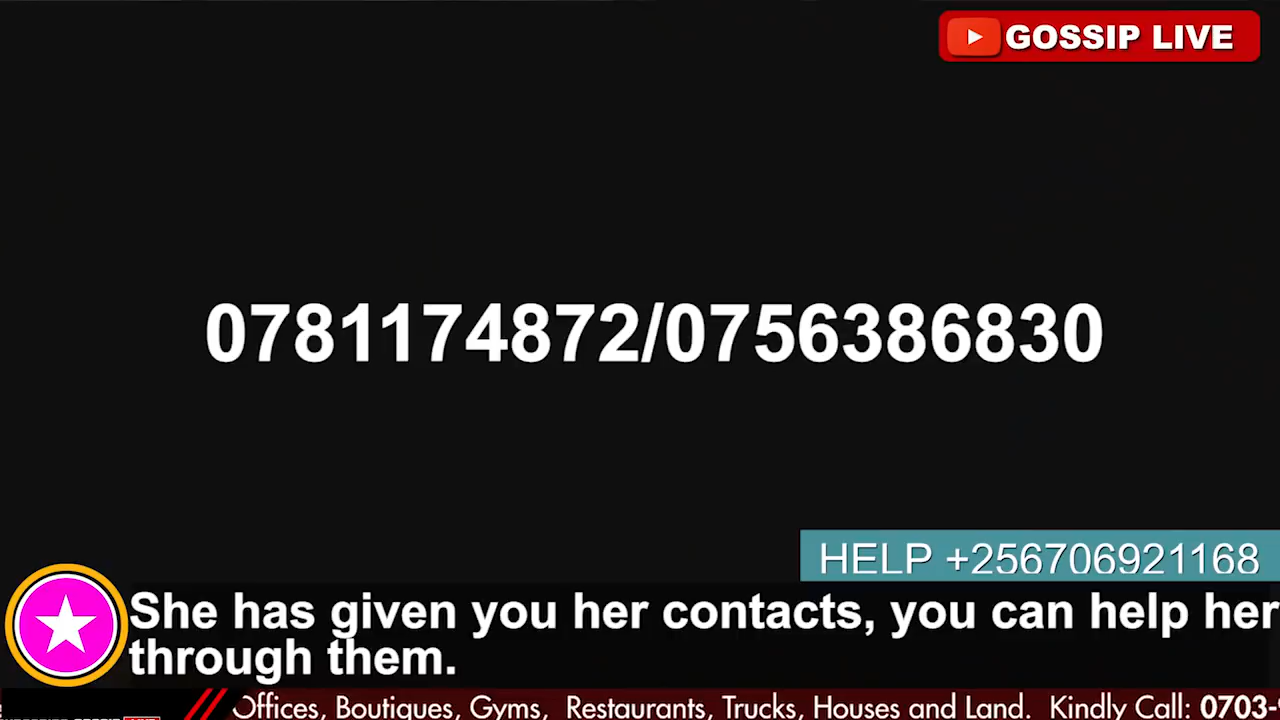 GOSSIP LIVE
0781174872/0756386830
HELP +256706921168
She has given you her contacts, you can help her
through them.
Offices, Boutiques, Gyms, Restaurants, Trucks, Houses and Land. Kindly Call: 0703-